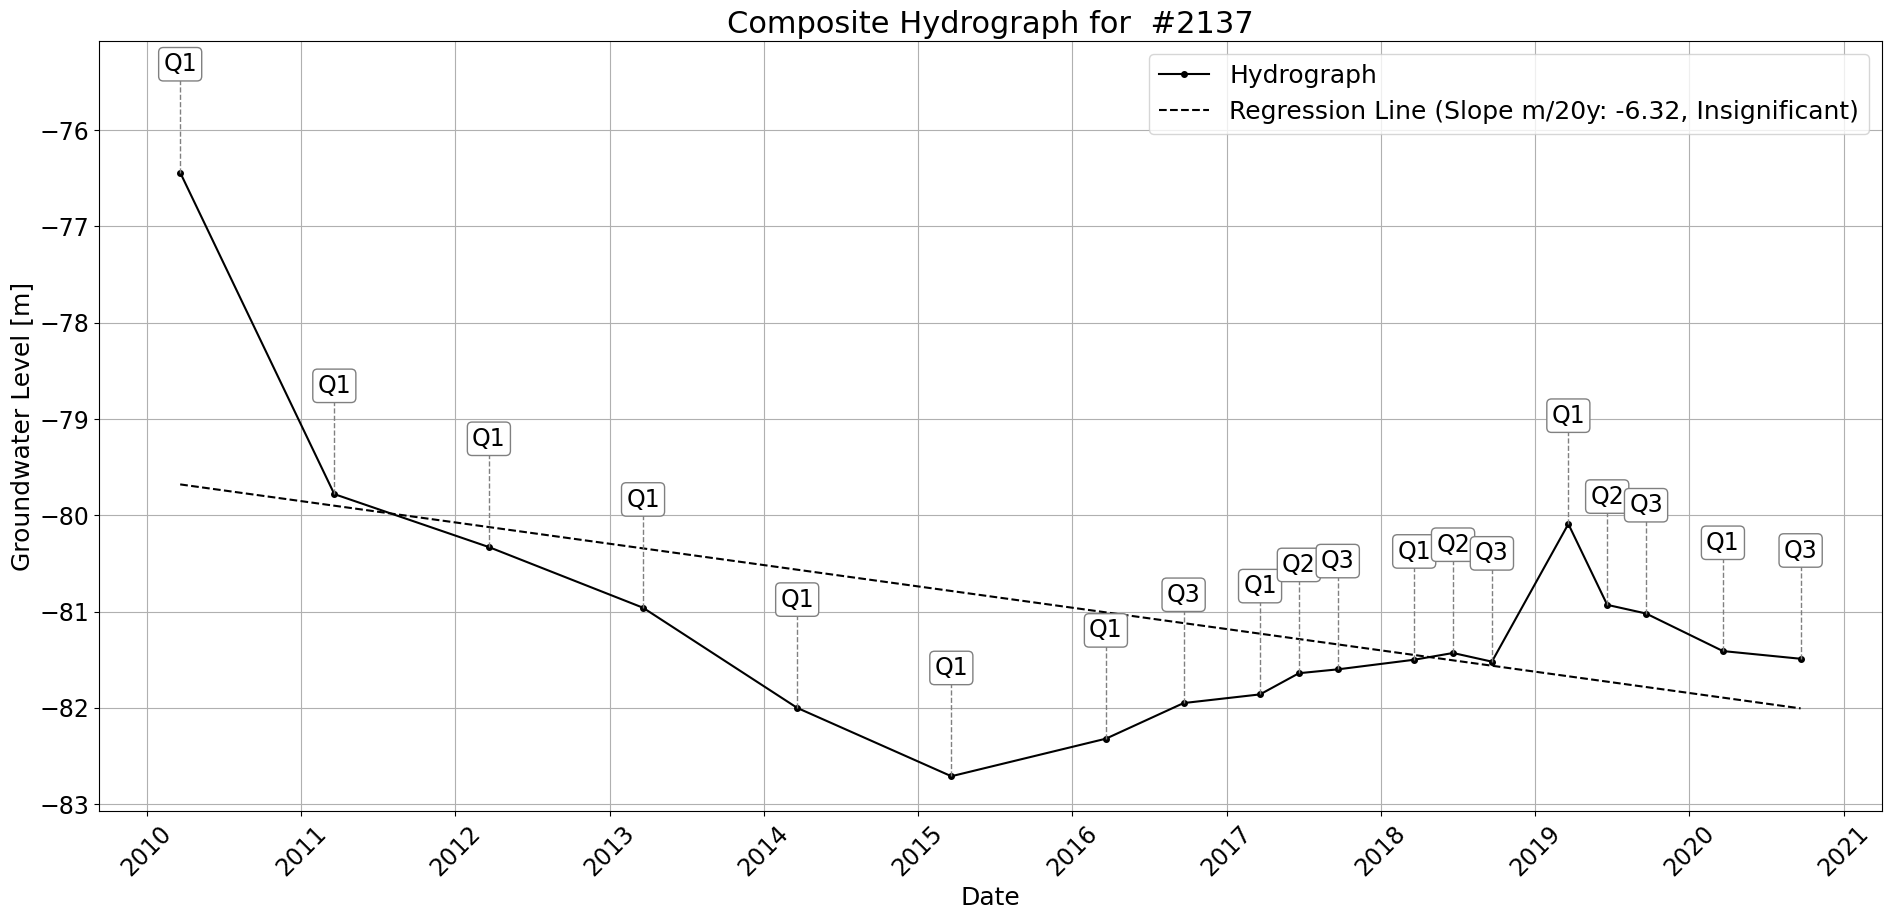 Composite Hydrograph for  #2137
Hydrograph
Regression Line (Slope m/20y: -6.32, Insignificant)
Groundwater Level [m]
−76
−77
−78
−79
−80
−81
−82
−83
Q1
Q1
Q1
Q1
Q1
Q1
Q1
Q3
Q1
Q2
Q3
Q1
Q2
Q3
Q1
Q2
Q3
Q1
Q3
2010
2011
2012
2013
2014
2015
2016
2017
2018
2019
2020
2021
Date